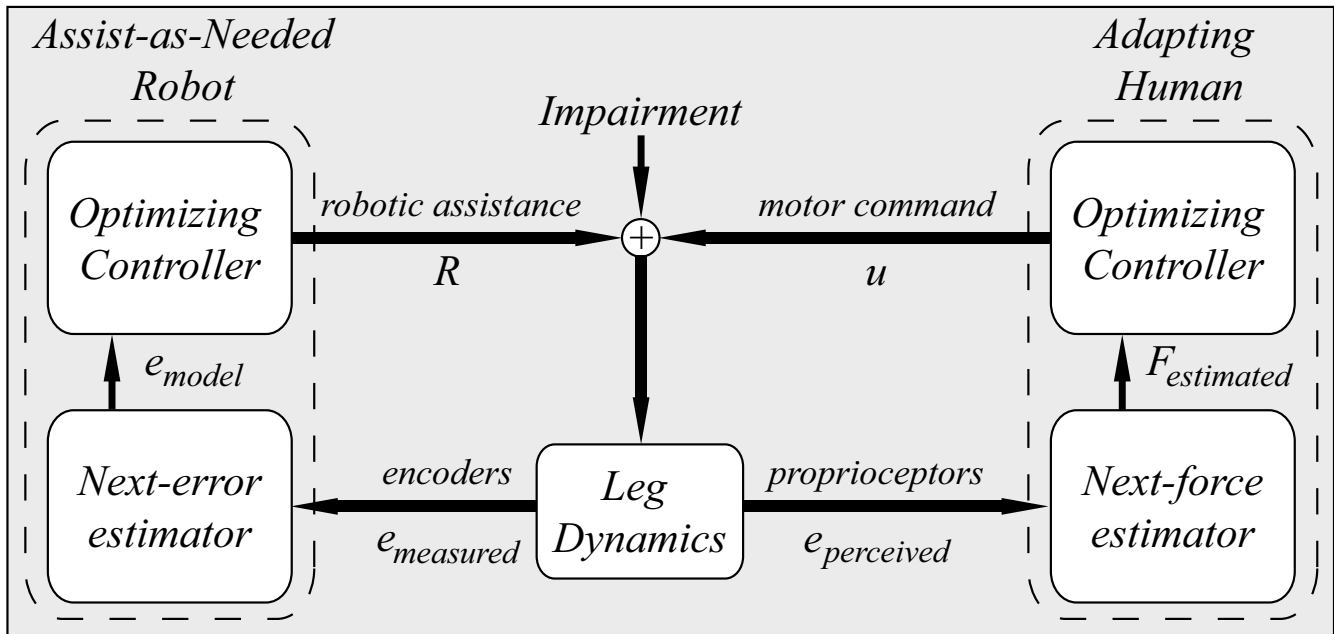 Assist-as-Needed
Robot
Adapting
Human
Impairment
Optimizing
Controller
robotic assistance
R
+
motor command
u
Optimizing
Controller
e_model
F_estimated
Next-error
estimator
encoders
e_measured
Leg
Dynamics
proprioceptors
e_perceived
Next-force
estimator